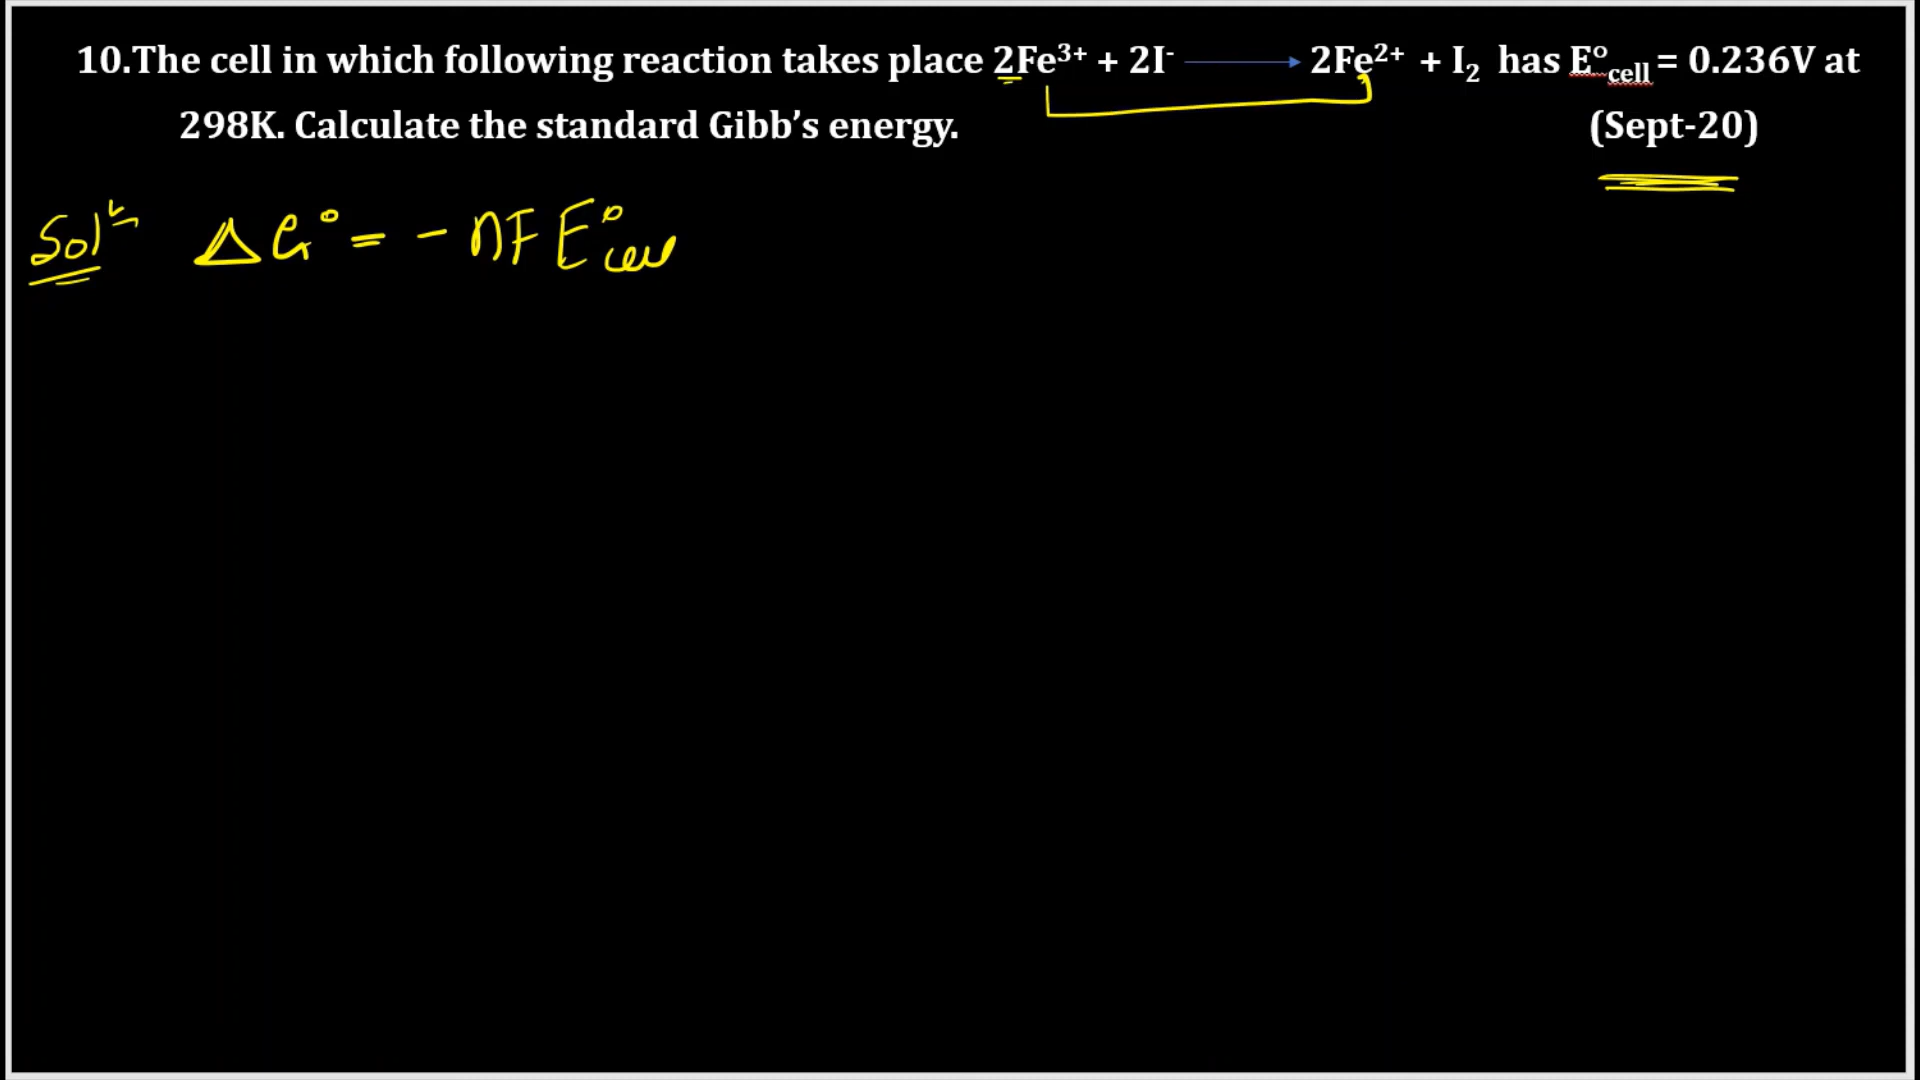 10.The cell in which following reaction takes place 2Fe³⁺ + 2I⁻ ⟶ 2Fe²⁺ + I₂ has E°cell = 0.236V at
298K. Calculate the standard Gibb’s energy. (Sept-20)
Solⁿ ΔG° = - nFE°cell